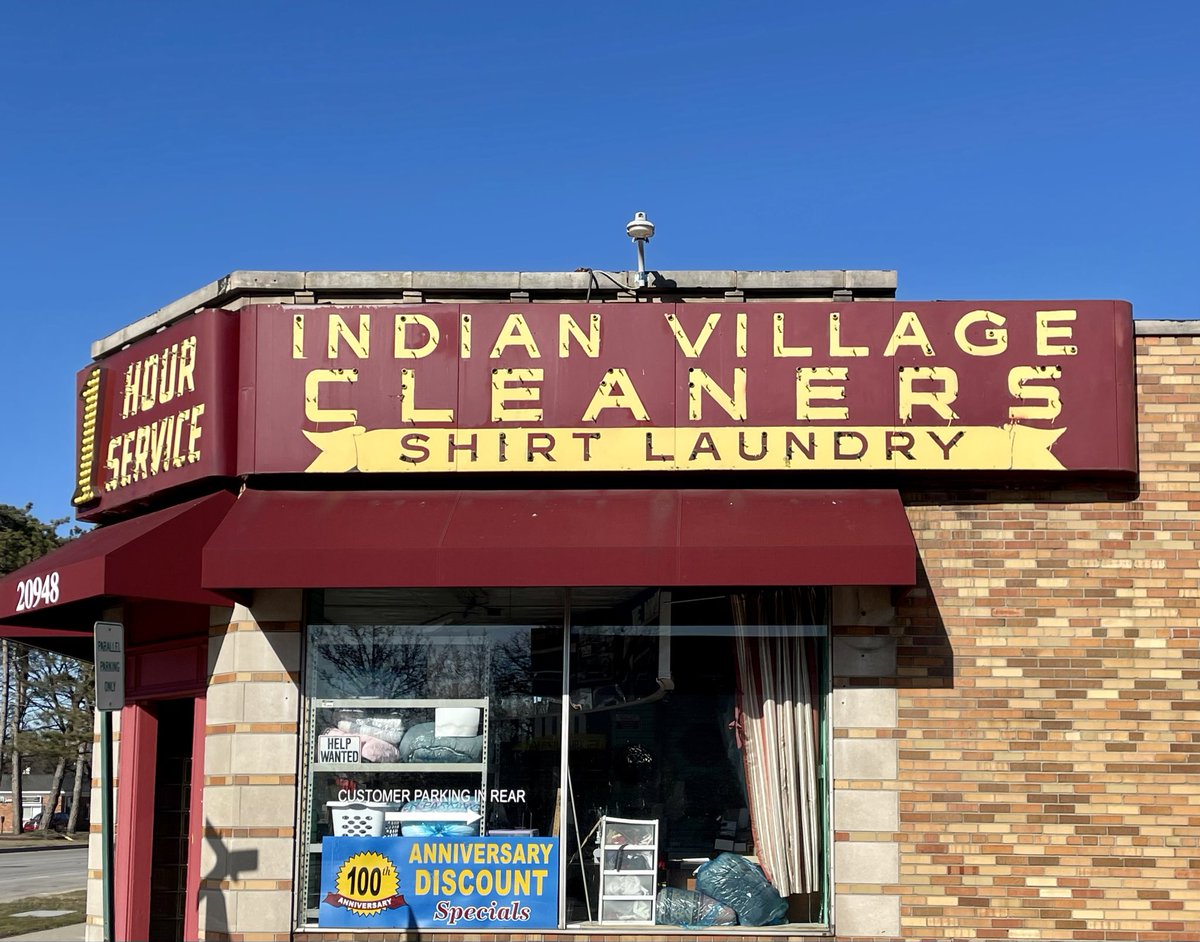 1 HOUR
SERVICE
INDIAN VILLAGE
CLEANERS
SHIRT LAUNDRY
20948
PARALLEL
PARKING
ONLY
HELP
WANTED
CUSTOMER PARKING IN REAR
100th
ANNIVERSARY
ANNIVERSARY
DISCOUNT
Specials